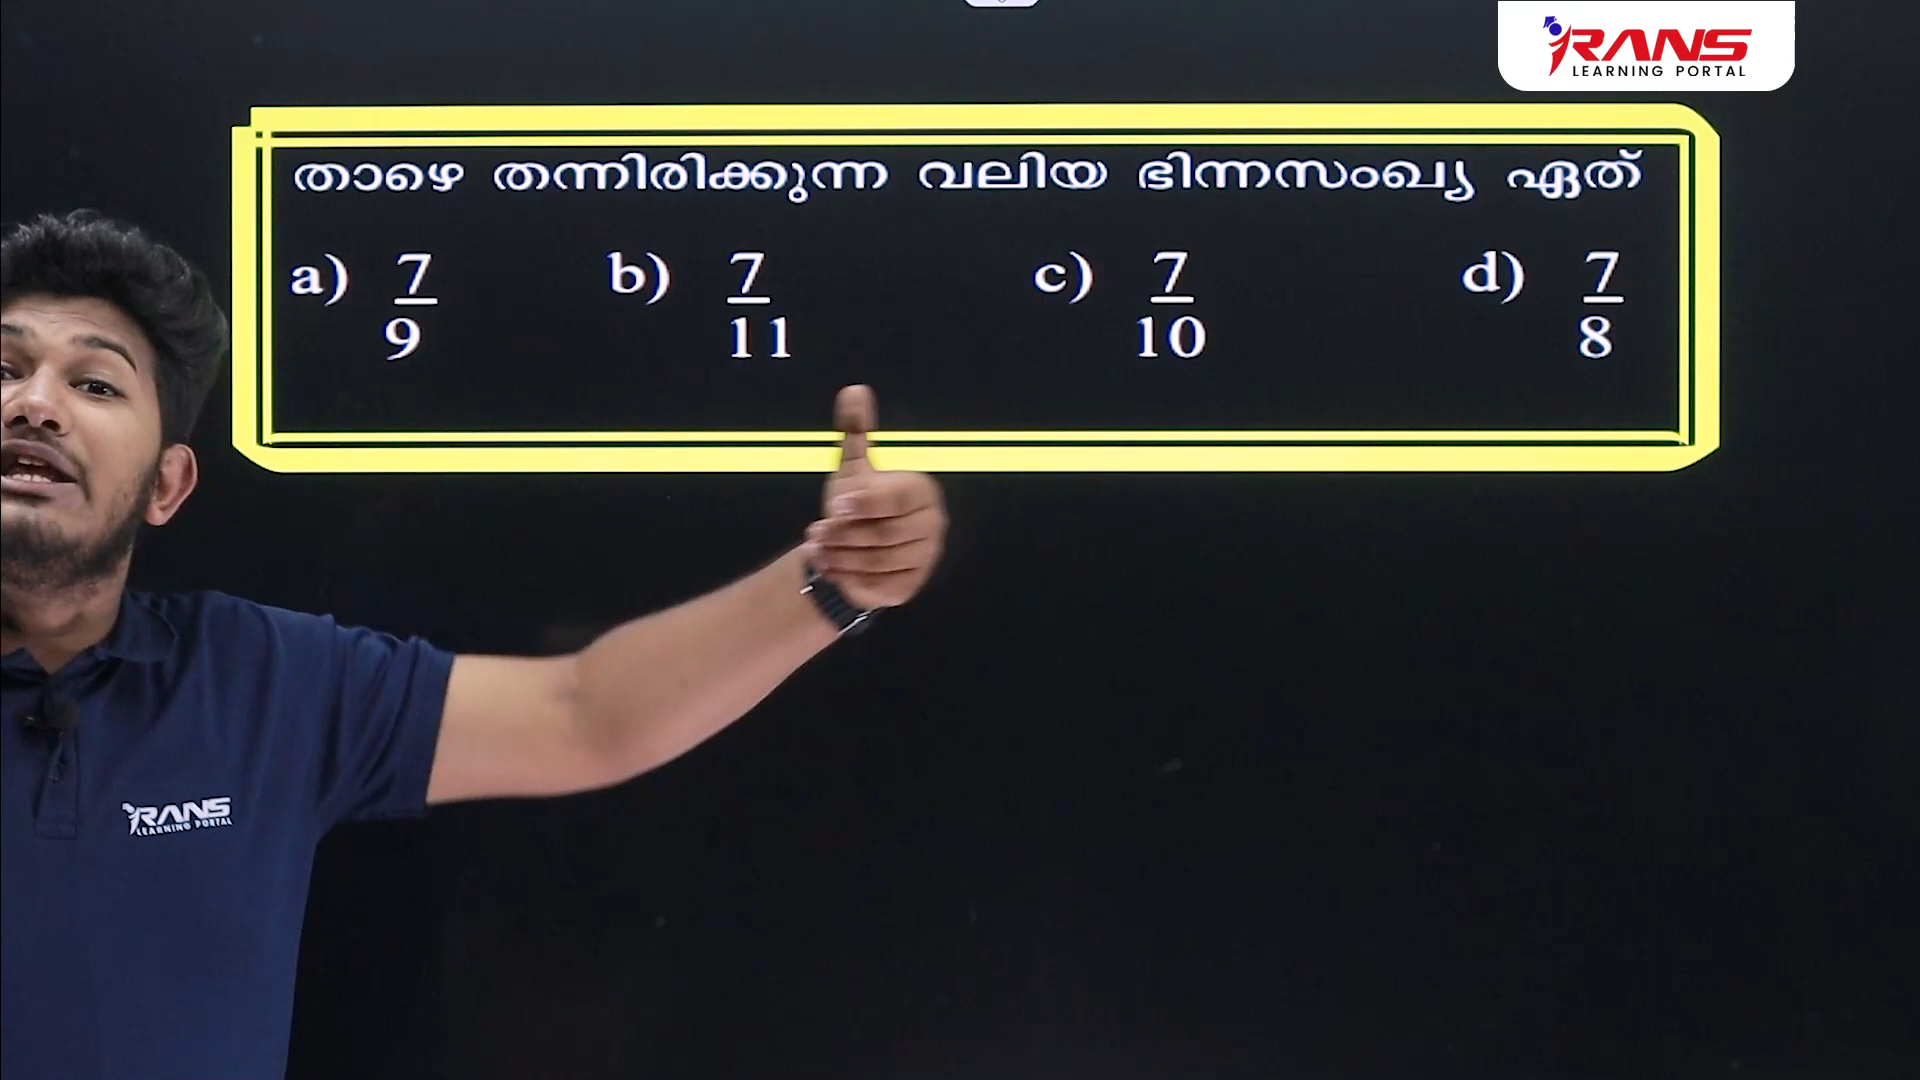 RANS
LEARNING PORTAL
താഴെ തന്നിരിക്കുന്ന വലിയ ഭിന്നസംഖ്യ ഏത്
a) 7/9 b) 7/11 c) 7/10 d) 7/8
RANS
LEARNING PORTAL